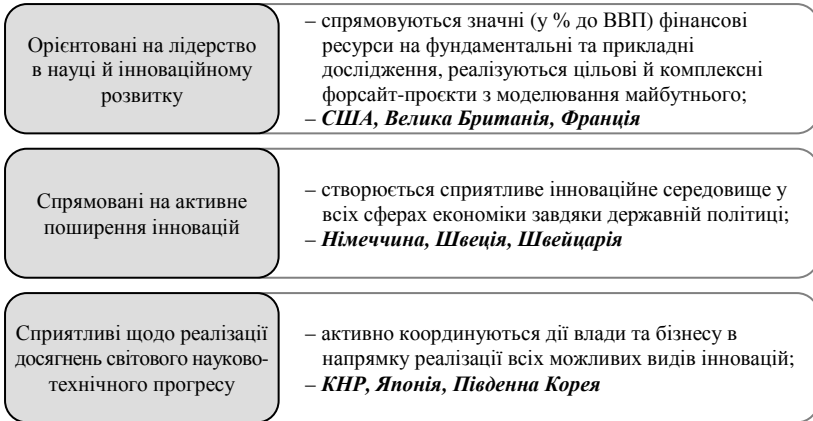 Орієнтовані на лідерство
в науці й інноваційному
розвитку
– спрямовуються значні (у % до ВВП) фінансові
ресурси на фундаментальні та прикладні
дослідження, реалізуються цільові й комплексні
форсайт-проєкти з моделювання майбутнього;
– США, Велика Британія, Франція
Спрямовані на активне
поширення інновацій
– створюється сприятливе інноваційне середовище у
всіх сферах економіки завдяки державній політиці;
– Німеччина, Швеція, Швейцарія
Сприятливі щодо реалізації
досягнень світового науково-
технічного прогресу
– активно координуються дії влади та бізнесу в
напрямку реалізації всіх можливих видів інновацій;
– КНР, Японія, Південна Корея